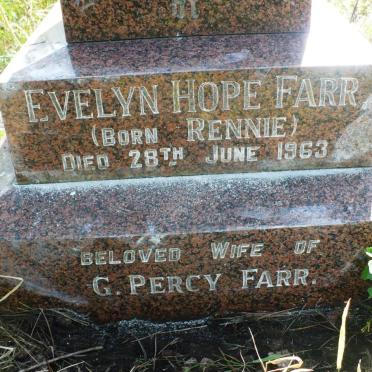 EVELYN HOPE FARR
(BORN RENNIE)
DIED 28TH JUNE 1963
BELOVED WIFE OF
G. PERCY FARR.